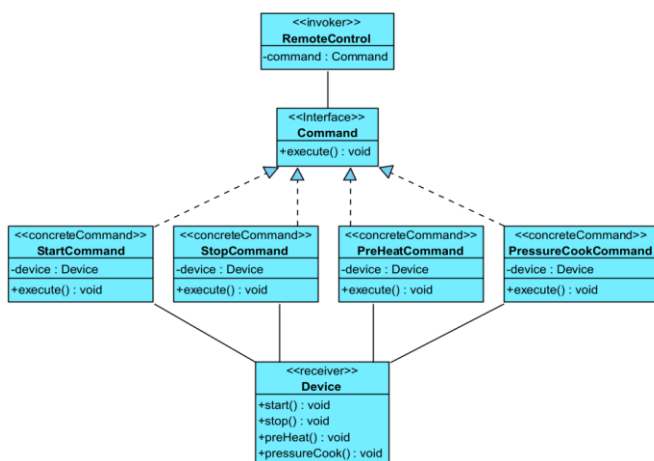 <<invoker>>
RemoteControl
-command : Command
<<Interface>>
Command
+execute() : void
<<concreteCommand>>
StartCommand
-device : Device
+execute() : void
<<concreteCommand>>
StopCommand
-device : Device
+execute() : void
<<concreteCommand>>
PreHeatCommand
-device : Device
+execute() : void
<<concreteCommand>>
PressureCookCommand
-device : Device
+execute() : void
<<receiver>>
Device
+start() : void
+stop() : void
+preHeat() : void
+pressureCook() : void